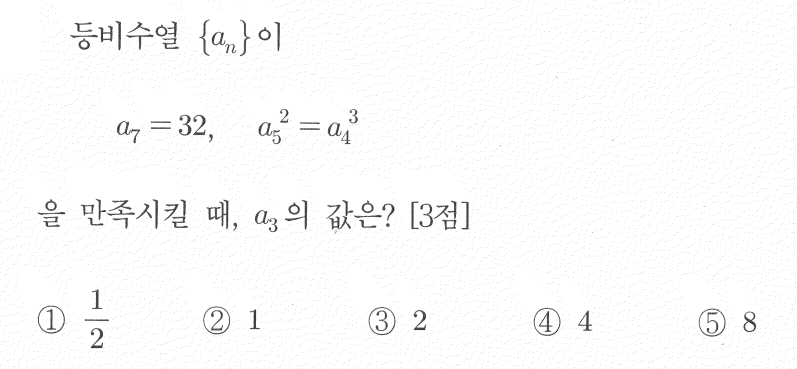 등비수열 {aₙ}이
a₇ = 32, a₅² = a₄³
을 만족시킬 때, a₃의 값은? [3점]
① 1/2 ② 1 ③ 2 ④ 4 ⑤ 8